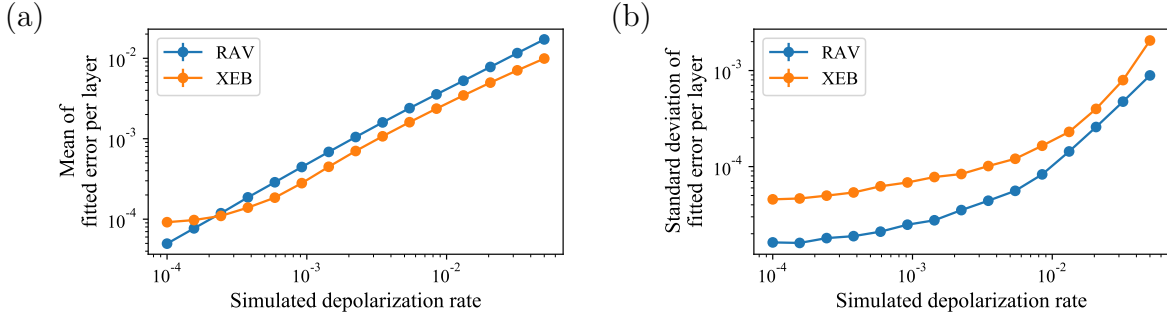 (a)
Mean of
fitted error per layer
10^-2
10^-3
10^-4
RAV
XEB
10^-4
10^-3
10^-2
Simulated depolarization rate
(b)
Standard deviation of
fitted error per layer
10^-3
10^-4
RAV
XEB
10^-4
10^-3
10^-2
Simulated depolarization rate